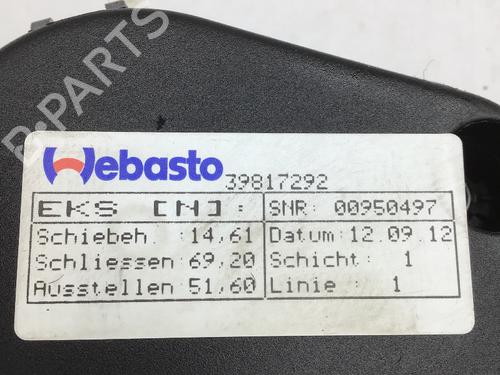 B-PARTS
Webasto
39817292
EKS [N]:
SNR: 00950497
Schiebeh. :14,61
Datum:12.09.12
Schliessen:69,20
Schicht: 1
Ausstellen:51,60
Linie : 1